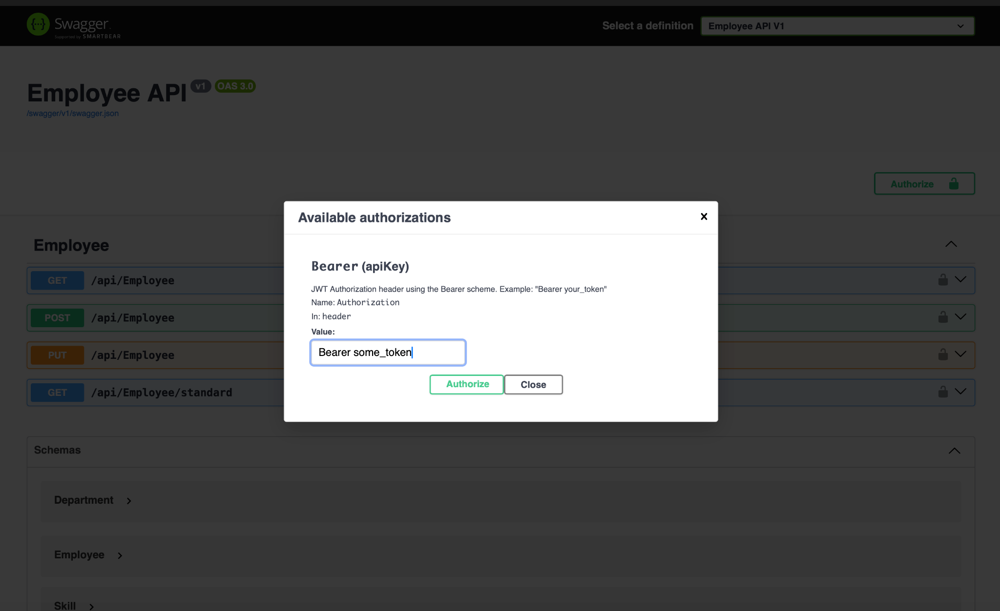 {···} Swagger.
Supported by SMARTBEAR
Select a definition
Employee API V1
Employee API v1 OAS 3.0
/swagger/v1/swagger.json
Authorize
Available authorizations
Bearer (apiKey)
JWT Authorization header using the Bearer scheme. Example: "Bearer your_token"
Name: Authorization
In: header
Value:
Bearer some_token
Authorize Close
Employee
GET /api/Employee
POST /api/Employee
PUT /api/Employee
GET /api/Employee/standard
Schemas
Department
Employee
Skill